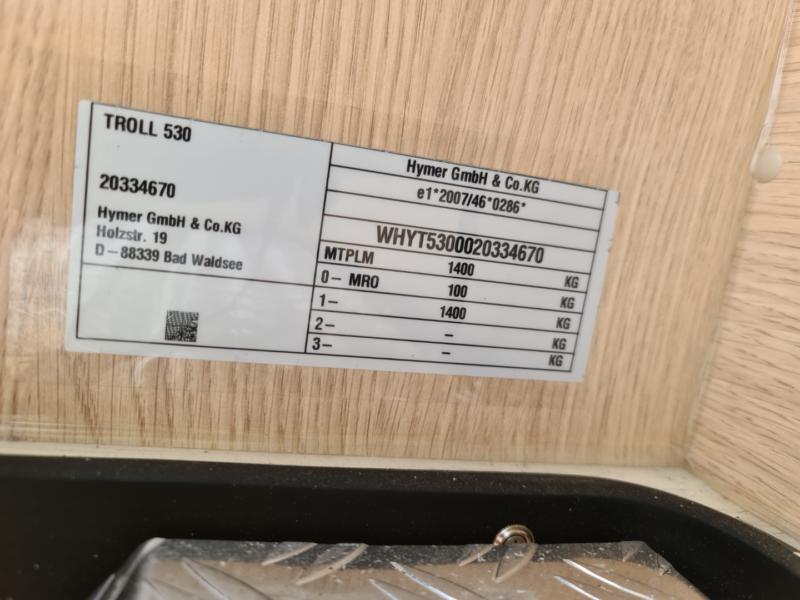 TROLL 530
20334670
Hymer GmbH & Co.KG
Holzstr. 19
D – 88339 Bad Waldsee
Hymer GmbH & Co.KG
e1*2007/46*0286*
WHYT5300020334670
MTPLM 1400 KG
0– MRO 100 KG
1– 1400 KG
2– – KG
3– – KG